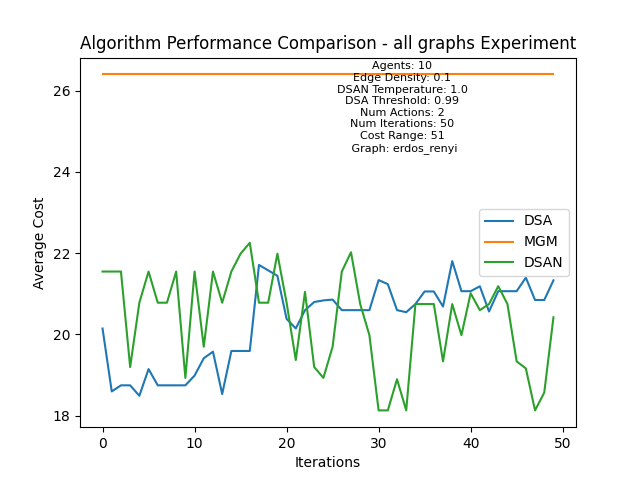 Algorithm Performance Comparison - all graphs Experiment
Agents: 10
Edge Density: 0.1
DSAN Temperature: 1.0
DSA Threshold: 0.99
Num Actions: 2
Num Iterations: 50
Cost Range: 51
Graph: erdos_renyi
26
24
22
20
18
Average Cost
DSA
MGM
DSAN
0 10 20 30 40 50
Iterations